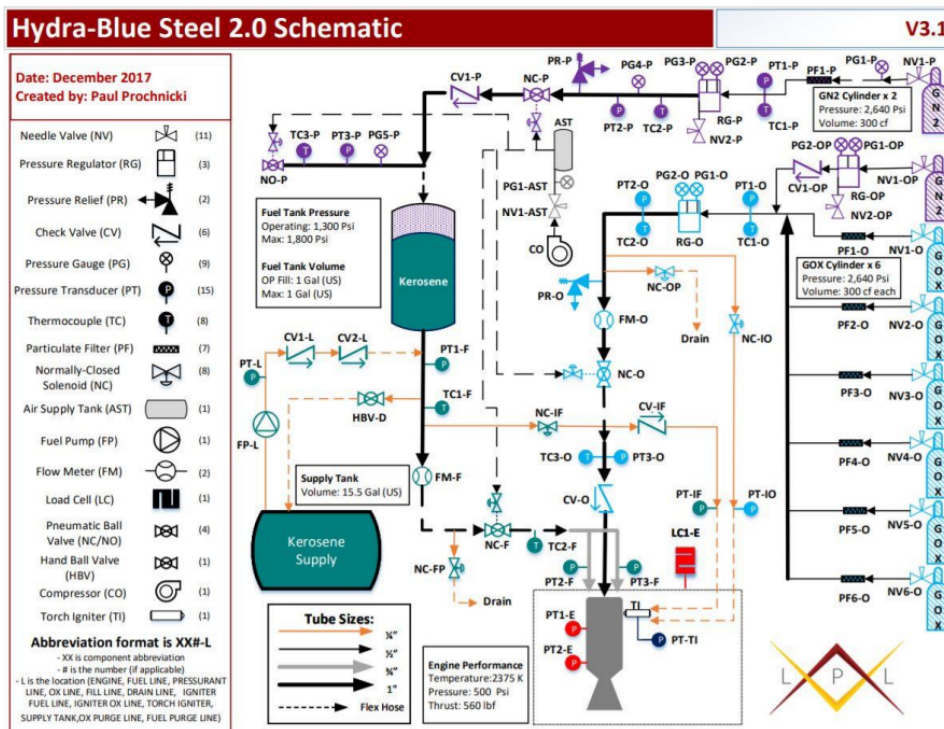 Hydra-Blue Steel 2.0 Schematic
V3.1
Date: December 2017
Created by: Paul Prochnicki
Needle Valve (NV)
(11)
Pressure Regulator (RG)
(3)
Pressure Relief (PR)
(2)
Check Valve (CV)
(6)
Pressure Gauge (PG)
(9)
Pressure Transducer (PT)
(15)
Thermocouple (TC)
(8)
Particulate Filter (PF)
(7)
Normally-Closed
Solenoid (NC)
(8)
Air Supply Tank (AST)
(1)
Fuel Pump (FP)
(1)
Flow Meter (FM)
(2)
Load Cell (LC)
(1)
Pneumatic Ball
Valve (NC/NO)
(4)
Hand Ball Valve
(HBV)
(1)
Compressor (CO)
(1)
Torch Igniter (TI)
(1)
Abbreviation format is XX#-L
- XX is component abbreviation
- # is the number (if applicable)
- L is the location (ENGINE, FUEL LINE, PRESSURANT
LINE, OX LINE, FILL LINE, DRAIN LINE, IGNITER
FUEL LINE, IGNITER OX LINE, TORCH IGNITER,
SUPPLY TANK,OX PURGE LINE, FUEL PURGE LINE)
PR-P
PG4-P
PG3-P
PG2-P
PT1-P
PF1-P
PG1-P
NV1-P
CV1-P
NC-P
PT2-P
TC2-P
RG-P
NV2-P
TC1-P
GN2 Cylinder x 2
Pressure: 2,640 Psi
Volume: 300 cf
GN2
TC3-P
PT3-P
PG5-P
NO-P
AST
PG1-AST
NV1-AST
CO
PG2-OP
PG1-OP
NV1-OP
CV1-OP
RG-OP
NV2-OP
GN2
PT2-O
PG2-O
PG1-O
PT1-O
TC2-O
RG-O
TC1-O
PF1-O
NV1-O
GOX
GOX Cylinder x 6
Pressure: 2,640 Psi
Volume: 300 cf each
Fuel Tank Pressure
Operating: 1,300 Psi
Max: 1,800 Psi
Fuel Tank Volume
OP Fill: 1 Gal (US)
Max: 1 Gal (US)
Kerosene
PR-O
NC-OP
Drain
NC-IO
FM-O
PF2-O
NV2-O
GOX
CV1-L
CV2-L
PT-L
PT1-F
NC-O
PF3-O
NV3-O
GOX
HBV-D
TC1-F
FP-L
NC-IF
CV-IF
PF4-O
NV4-O
GOX
TC3-O
PT3-O
Supply Tank
Volume: 15.5 Gal (US)
FM-F
CV-O
PT-IF
PT-IO
PF5-O
NV5-O
GOX
Kerosene
Supply
NC-F
TC2-F
LC1-E
NC-FP
Drain
PT2-F
PT3-F
PF6-O
NV6-O
GOX
Tube Sizes:
¼"
½"
¾"
1"
Flex Hose
Engine Performance
Temperature:2375 K
Pressure: 500 Psi
Thrust: 560 lbf
PT1-E
PT2-E
TI
PT-TI
L P L